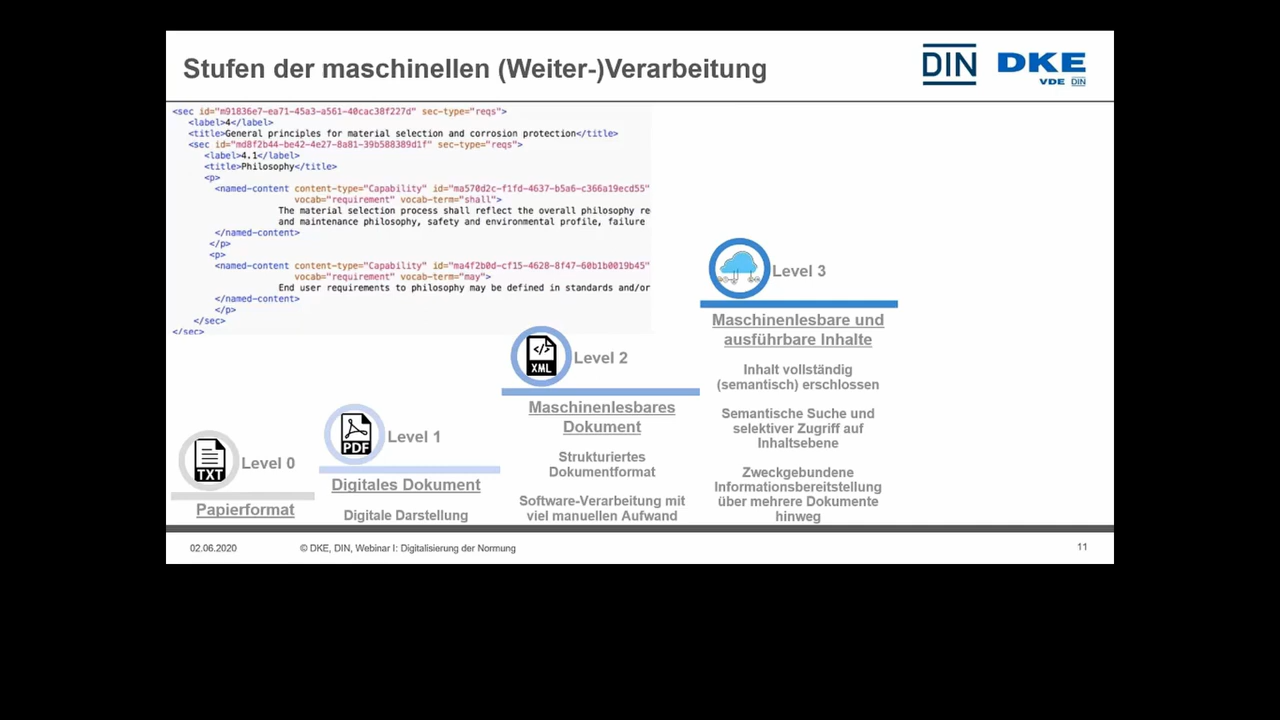 Stufen der maschinellen (Weiter-)Verarbeitung
DIN
DKE
VDE DIN
<sec id="m91836e7-ea71-45a3-a561-40cac38f227d" sec-type="reqs">
<label>4</label>
<title>General principles for material selection and corrosion protection</title>
<sec id="md8f2b44-be42-4e27-8a81-39b588389d1f" sec-type="reqs">
<label>4.1</label>
<title>Philosophy</title>
<p>
<named-content content-type="Capability" id="ma570d2c-f1fd-4637-b5a6-c366a19ecd55"
vocab="requirement" vocab-term="shall">
The material selection process shall reflect the overall philosophy re
and maintenance philosophy, safety and environmental profile, failure
</named-content>
</p>
<p>
<named-content content-type="Capability" id="ma4f2b0d-cf15-4628-8f47-60b1b0019b45"
vocab="requirement" vocab-term="may">
End user requirements to philosophy may be defined in standards and/or
</named-content>
</p>
</sec>
</sec>
TXT
Level 0
Papierformat
PDF
Level 1
Digitales Dokument
Digitale Darstellung
</>
XML
Level 2
Maschinenlesbares
Dokument
Strukturiertes
Dokumentformat
Software-Verarbeitung mit
viel manuellen Aufwand
Level 3
Maschinenlesbare und
ausführbare Inhalte
Inhalt vollständig
(semantisch) erschlossen
Semantische Suche und
selektiver Zugriff auf
Inhaltsebene
Zweckgebundene
Informationsbereitstellung
über mehrere Dokumente
hinweg
02.06.2020
© DKE, DIN, Webinar I: Digitalisierung der Normung
11